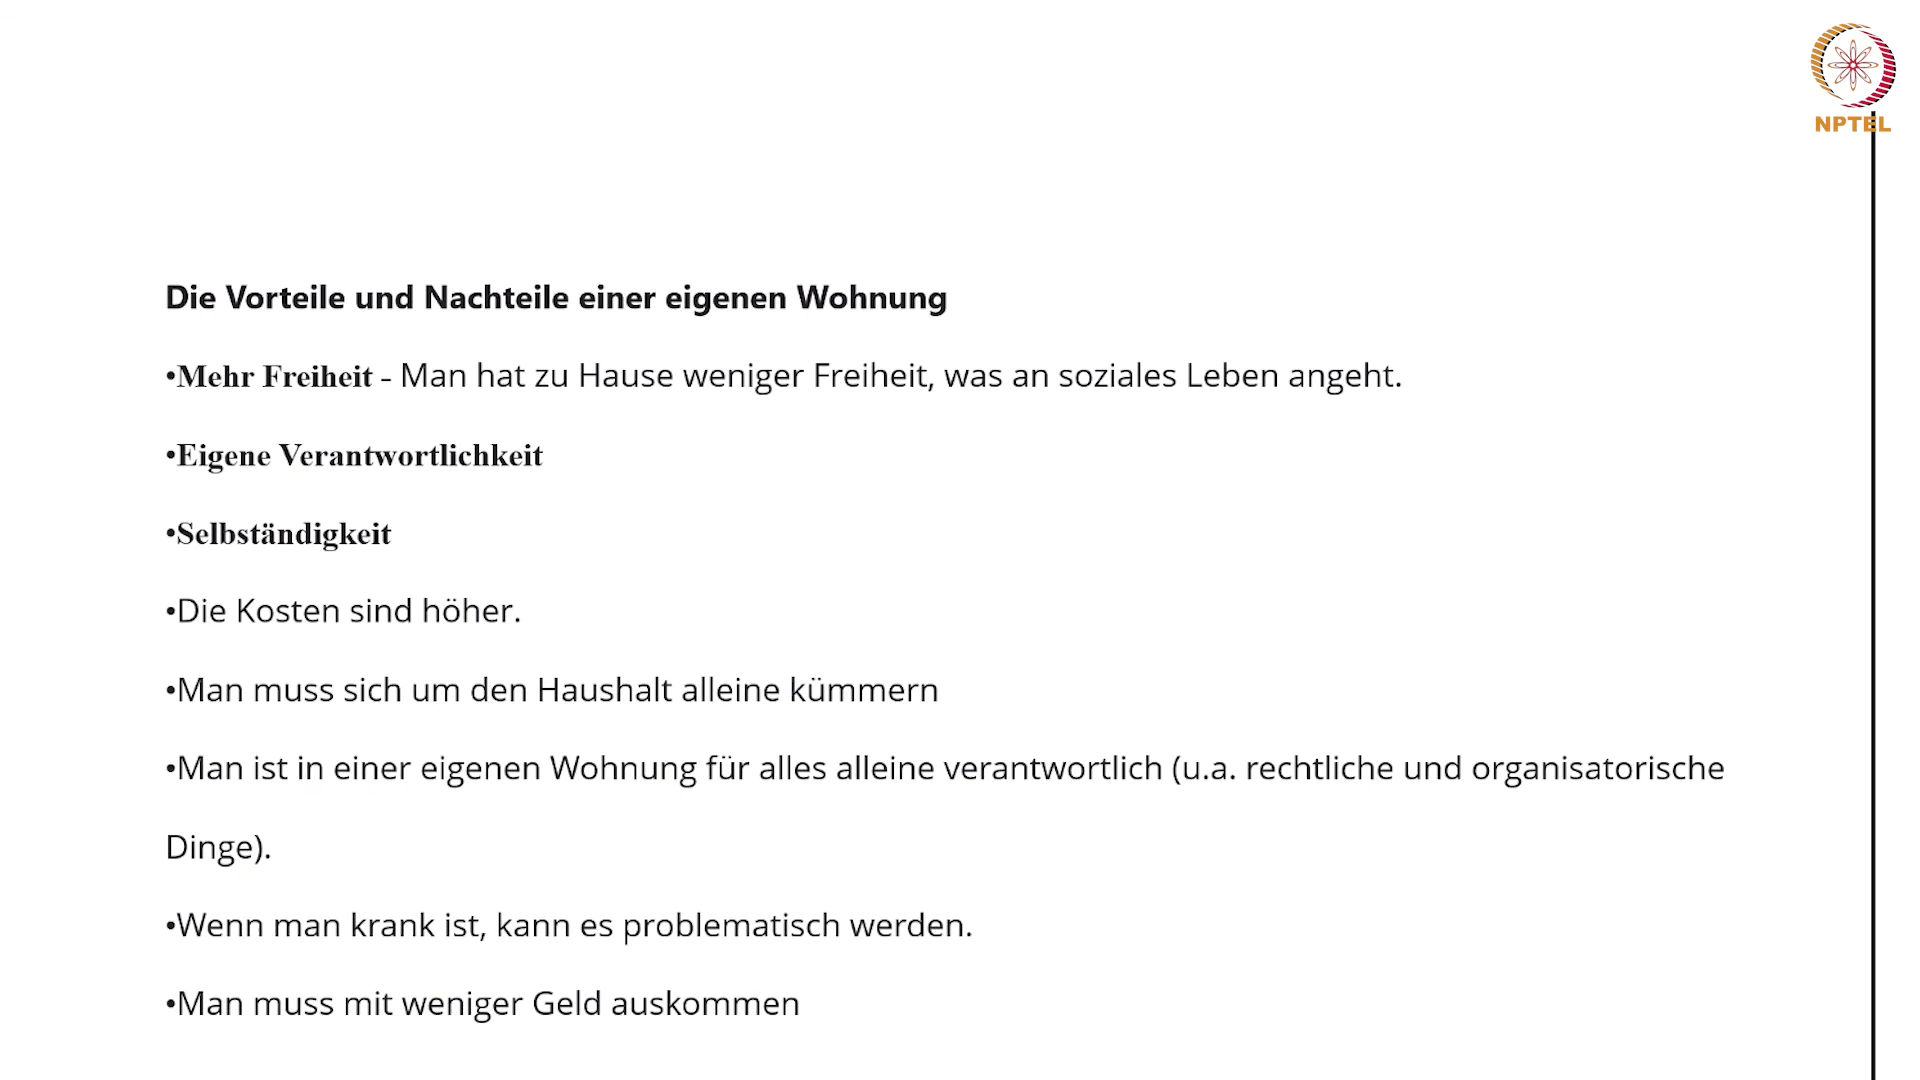 NPTEL
Die Vorteile und Nachteile einer eigenen Wohnung
•Mehr Freiheit - Man hat zu Hause weniger Freiheit, was an soziales Leben angeht.
•Eigene Verantwortlichkeit
•Selbständigkeit
•Die Kosten sind höher.
•Man muss sich um den Haushalt alleine kümmern
•Man ist in einer eigenen Wohnung für alles alleine verantwortlich (u.a. rechtliche und organisatorische
Dinge).
•Wenn man krank ist, kann es problematisch werden.
•Man muss mit weniger Geld auskommen